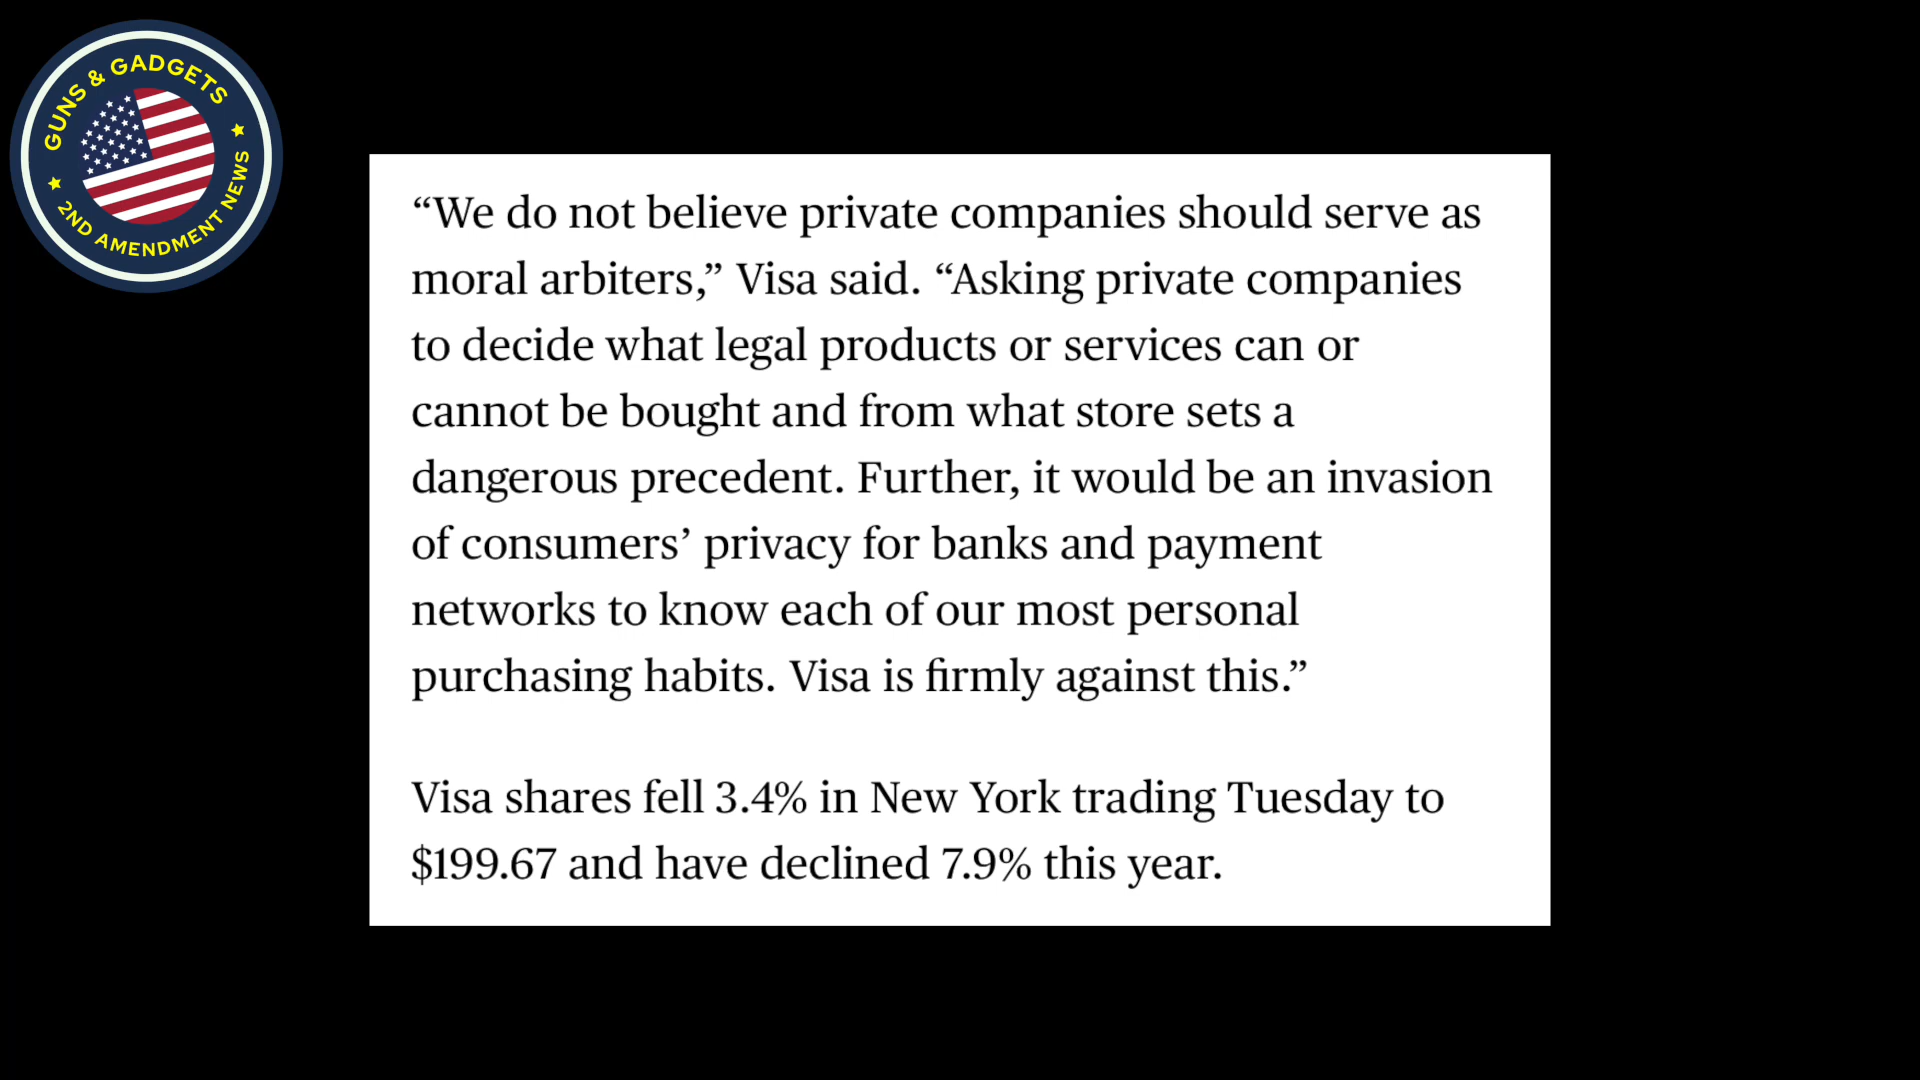 GUNS & GADGETS
2ND AMENDMENT NEWS
“We do not believe private companies should serve as
moral arbiters,” Visa said. “Asking private companies
to decide what legal products or services can or
cannot be bought and from what store sets a
dangerous precedent. Further, it would be an invasion
of consumers’ privacy for banks and payment
networks to know each of our most personal
purchasing habits. Visa is firmly against this.”
Visa shares fell 3.4% in New York trading Tuesday to
$199.67 and have declined 7.9% this year.